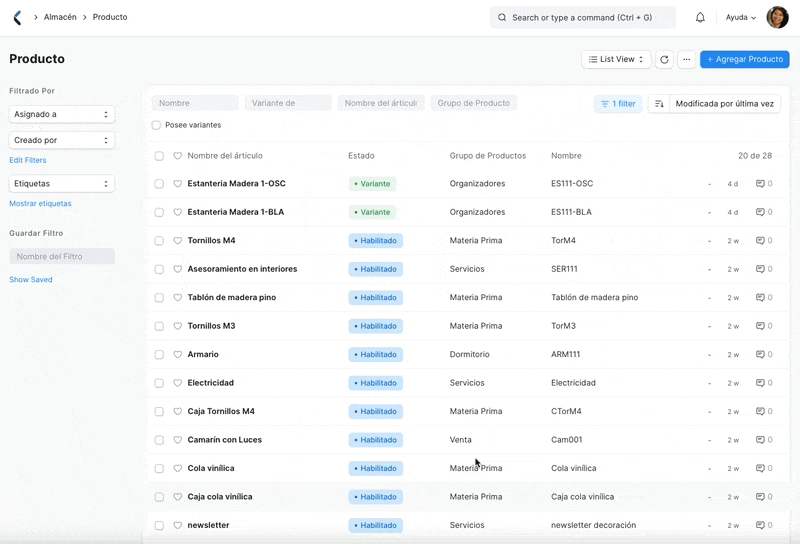 Almacén > Producto
Search or type a command (Ctrl + G)
Ayuda
Producto
List View
···
+ Agregar Producto
Filtrado Por
Asignado a
Creado por
Edit Filters
Etiquetas
Mostrar etiquetas
Guardar Filtro
Nombre del Filtro
Show Saved
Nombre
Variante de
Nombre del árticulo
Grupo de Producto
1 filter
Modificada por última vez
Posee variantes
Nombre del árticulo Estado Grupo de Productos Nombre 20 de 28
Estanteria Madera 1-OSC • Variante Organizadores ES111-OSC - 4 d 0
Estanteria Madera 1-BLA • Variante Organizadores ES111-BLA - 4 d 0
Tornillos M4 • Habilitado Materia Prima TorM4 - 2 w 0
Asesoramiento en interiores • Habilitado Servicios SER111 - 2 w 0
Tablón de madera pino • Habilitado Materia Prima Tablón de madera pino - 2 w 0
Tornillos M3 • Habilitado Materia Prima TorM3 - 2 w 0
Armario • Habilitado Dormitorio ARM111 - 2 w 0
Electricidad • Habilitado Servicios Electricidad - 2 w 0
Caja Tornillos M4 • Habilitado Materia Prima CTorM4 - 2 w 0
Camarín con Luces • Habilitado Venta Cam001 - 2 w 0
Cola vinílica • Habilitado Materia Prima Cola vinílica - 2 w 0
Caja cola vinílica • Habilitado Materia Prima Caja cola vinílica - 2 w 0
newsletter • Habilitado Servicios newsletter decoración - 2 w 0